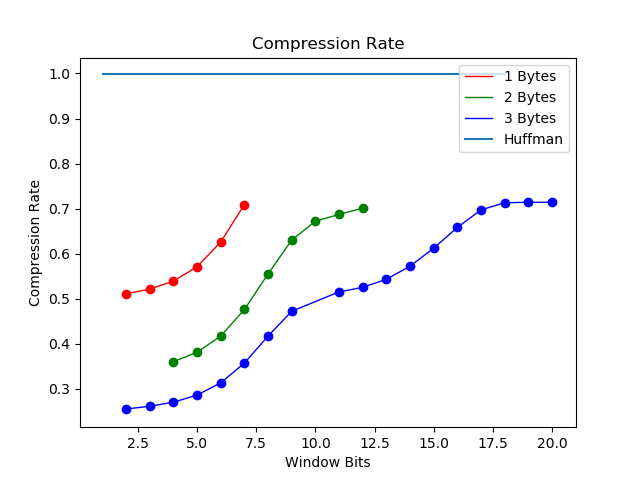 Compression Rate
1.0
0.9
0.8
0.7
0.6
0.5
0.4
0.3
Compression Rate
1 Bytes
2 Bytes
3 Bytes
Huffman
2.5 5.0 7.5 10.0 12.5 15.0 17.5 20.0
Window Bits